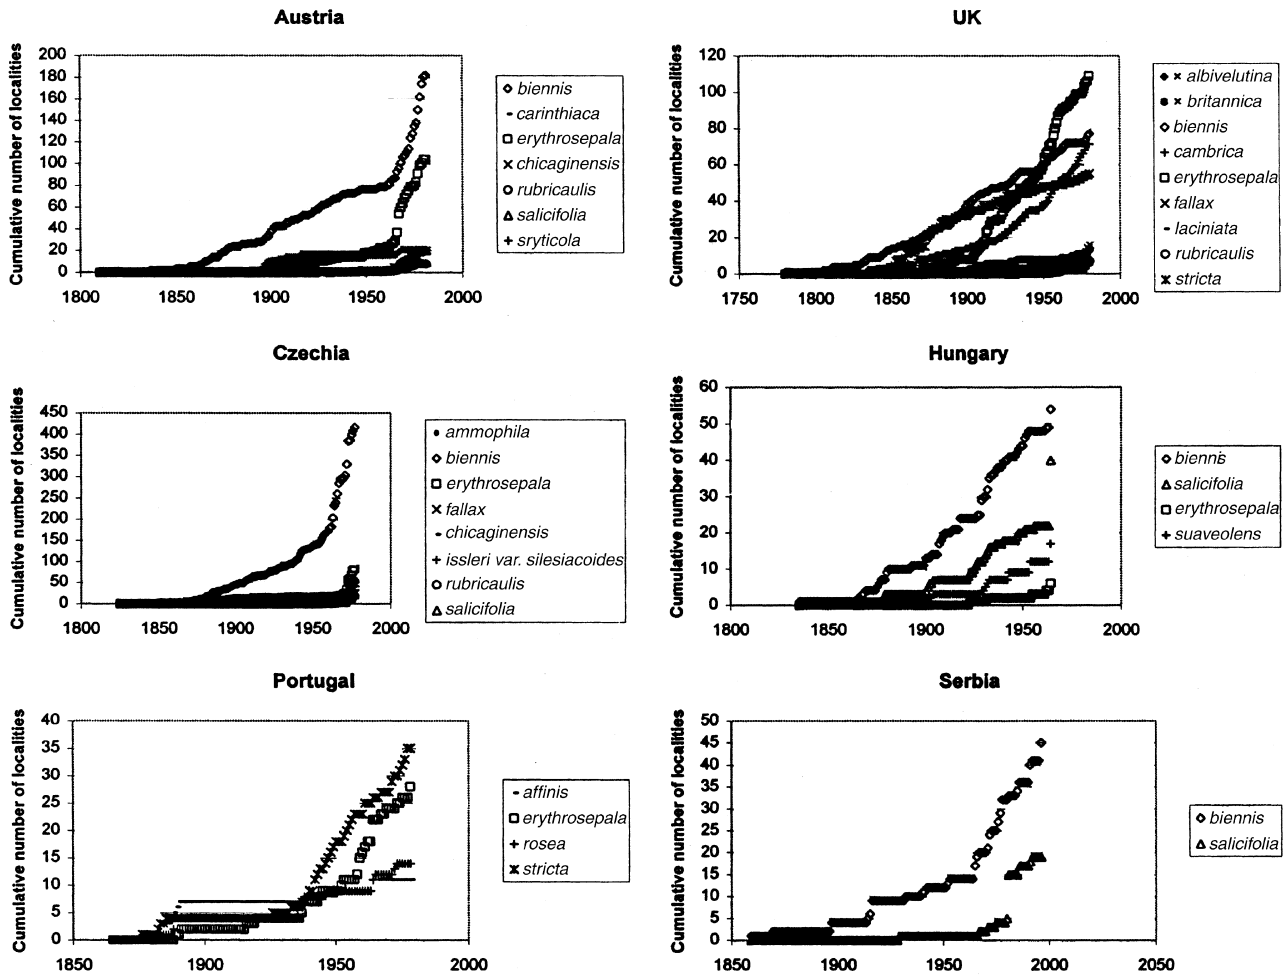 Austria
Cumulative number of localities
200
180
160
140
120
100
80
60
40
20
0
1800 1850 1900 1950 2000
biennis
carinthiaca
erythrosepala
chicaginensis
rubricaulis
salicifolia
sryticola
UK
Cumulative number of localities
120
100
80
60
40
20
0
1750 1800 1850 1900 1950 2000
× albivelutina
× britannica
biennis
cambrica
erythrosepala
fallax
laciniata
rubricaulis
stricta
Czechia
Cumulative number of localities
450
400
350
300
250
200
150
100
50
0
1800 1850 1900 1950 2000
ammophila
biennis
erythrosepala
fallax
chicaginensis
issleri var. silesiacoides
rubricaulis
salicifolia
Hungary
Cumulative number of localities
60
50
40
30
20
10
0
1800 1850 1900 1950 2000
biennis
salicifolia
erythrosepala
suaveolens
Portugal
Cumulative number of localities
40
35
30
25
20
15
10
5
0
1850 1900 1950 2000
affinis
erythrosepala
rosea
stricta
Serbia
Cumulative number of localities
50
45
40
35
30
25
20
15
10
5
0
1850 1900 1950 2000 2050
biennis
salicifolia